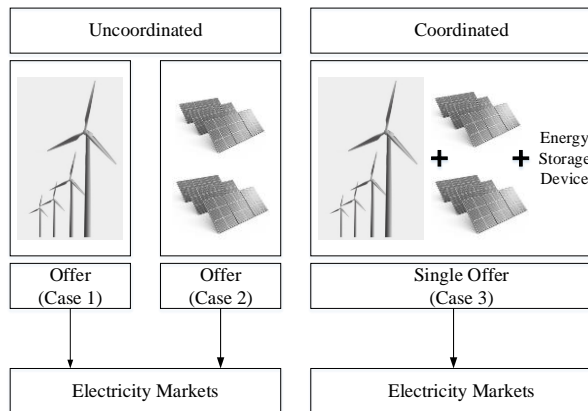 Uncoordinated
Coordinated
+
+
Energy
Storage
Device
Offer
(Case 1)
Offer
(Case 2)
Single Offer
(Case 3)
Electricity Markets
Electricity Markets